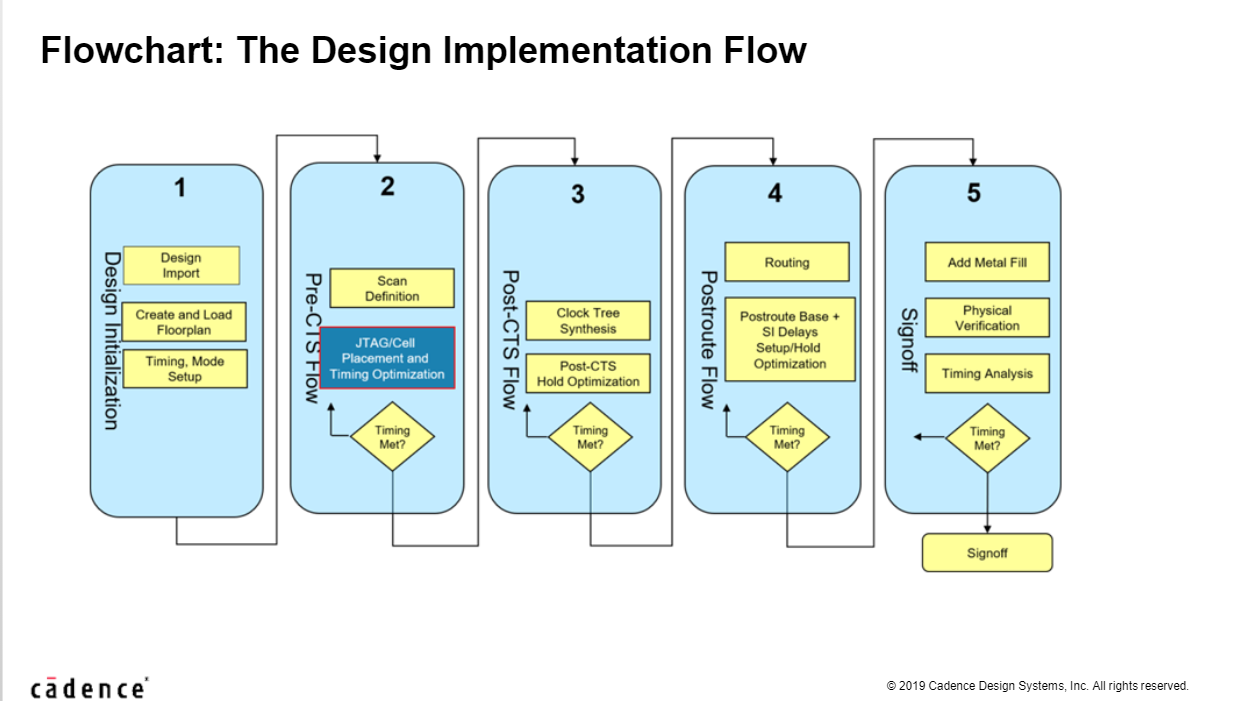 Flowchart: The Design Implementation Flow
1
Design Initialization
Design
Import
Create and Load
Floorplan
Timing, Mode
Setup
2
Pre-CTS Flow
Scan
Definition
JTAG/Cell
Placement and
Timing Optimization
Timing
Met?
3
Post-CTS Flow
Clock Tree
Synthesis
Post-CTS
Hold Optimization
Timing
Met?
4
Postroute Flow
Routing
Postroute Base +
SI Delays
Setup/Hold
Optimization
Timing
Met?
5
Signoff
Add Metal Fill
Physical
Verification
Timing Analysis
Timing
Met?
Signoff
cādence
© 2019 Cadence Design Systems, Inc. All rights reserved.